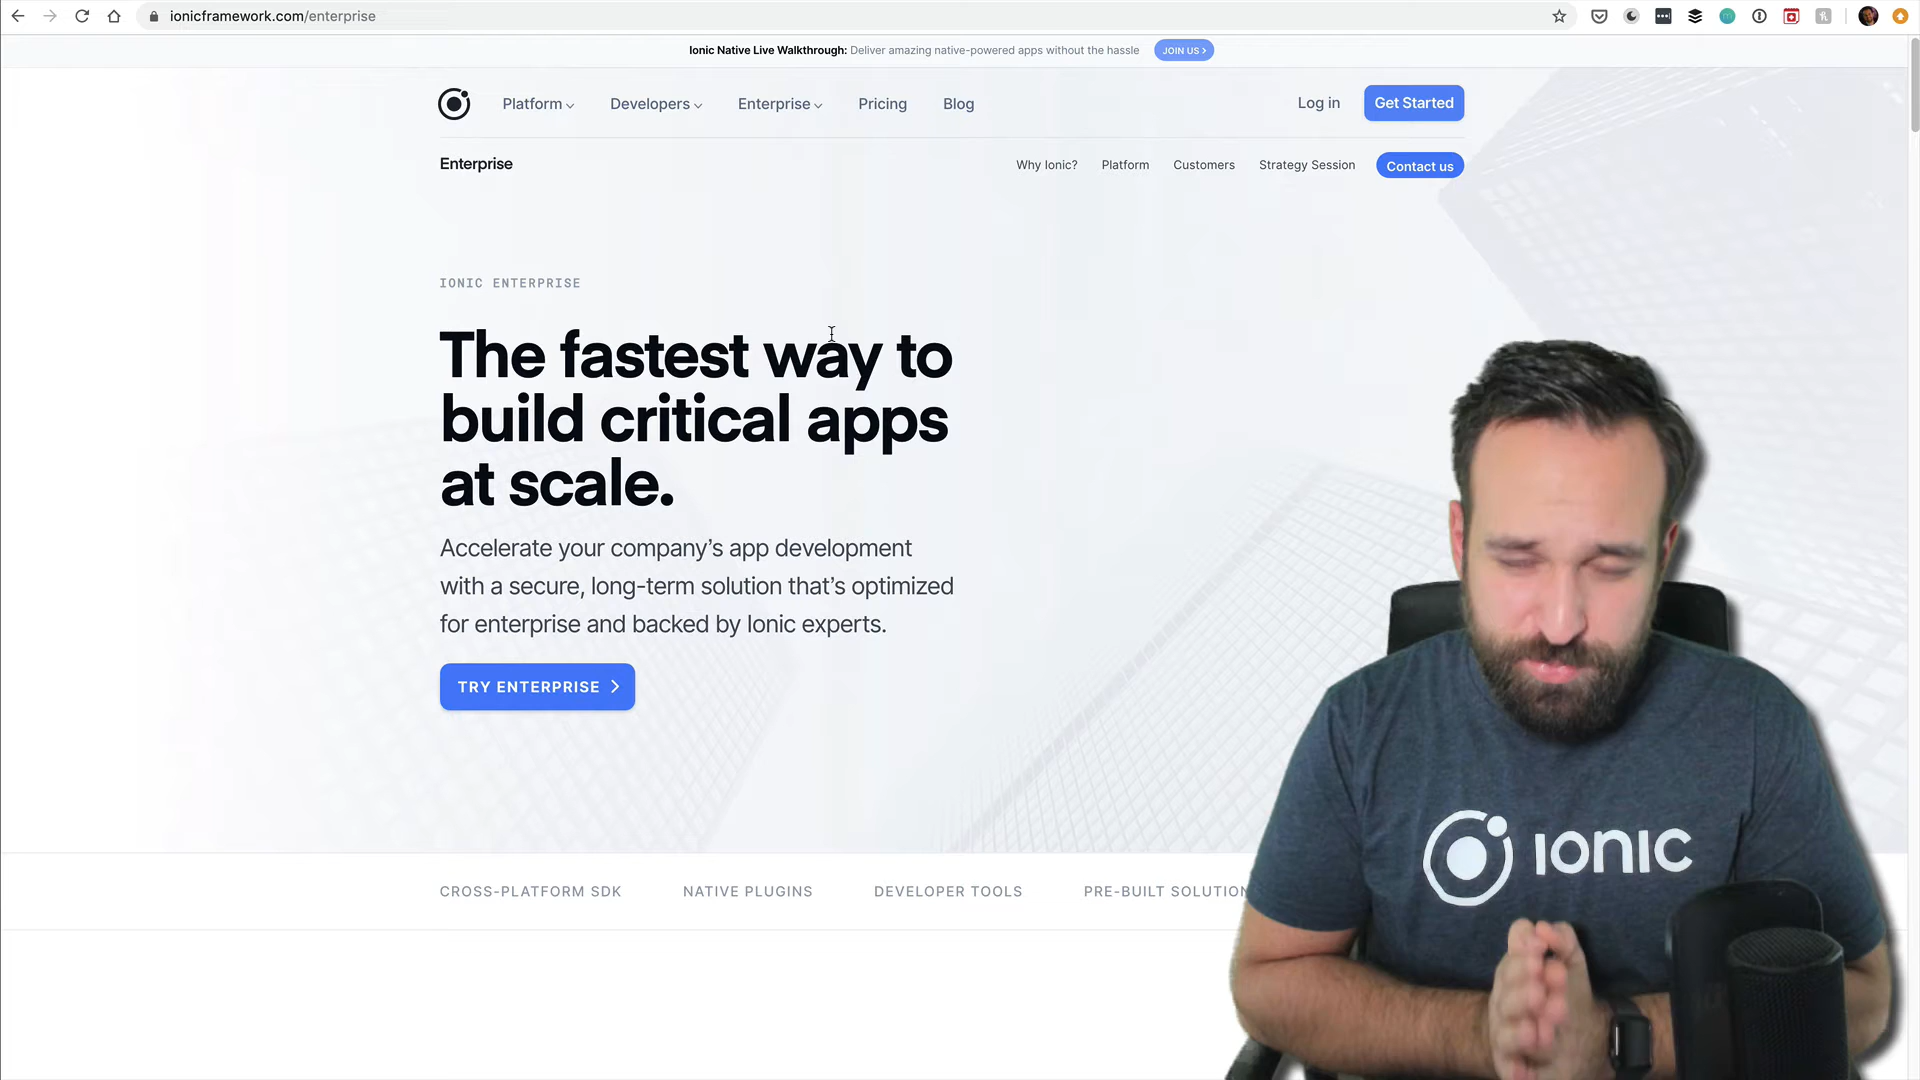 ionicframework.com/enterprise
Ionic Native Live Walkthrough: Deliver amazing native-powered apps without the hassle JOIN US >
Platform Developers Enterprise Pricing Blog Log in Get Started
Enterprise Why Ionic? Platform Customers Strategy Session Contact us
IONIC ENTERPRISE
The fastest way to
build critical apps
at scale.
Accelerate your company’s app development
with a secure, long-term solution that’s optimized
for enterprise and backed by Ionic experts.
TRY ENTERPRISE >
CROSS-PLATFORM SDK NATIVE PLUGINS DEVELOPER TOOLS PRE-BUILT SOLUTION
IONIC